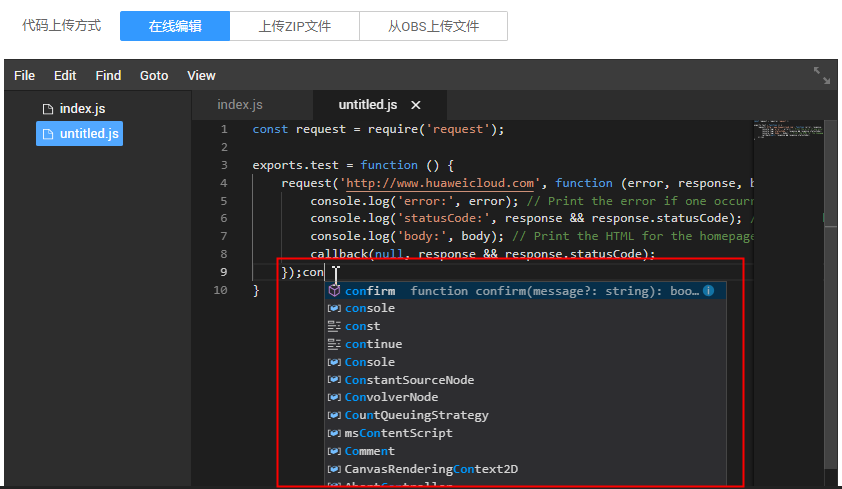 代码上传方式 在线编辑 上传ZIP文件 从OBS上传文件
File Edit Find Goto View
index.js
untitled.js
index.js untitled.js ×
1 const request = require('request');
2
3 exports.test = function () {
4 request('http://www.huaweicloud.com', function (error, response, b
5 console.log('error:', error); // Print the error if one occurr
6 console.log('statusCode:', response && response.statusCode); /
7 console.log('body:', body); // Print the HTML for the homepage
8 callback(null, response && response.statusCode);
9 });con
10 }
confirm function confirm(message?: string): boo...
console
const
continue
Console
ConstantSourceNode
ConvolverNode
CountQueuingStrategy
msContentScript
Comment
CanvasRenderingContext2D